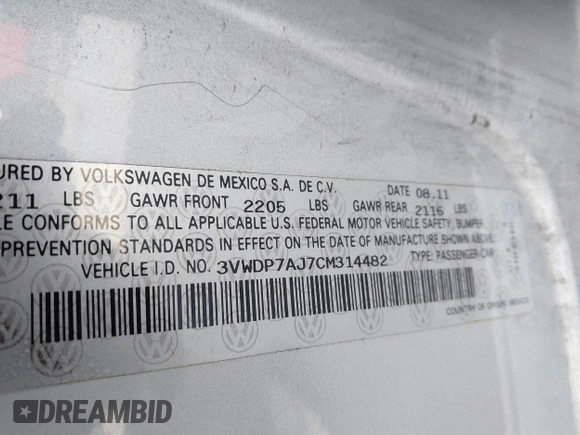 URED BY VOLKSWAGEN DE MEXICO S.A. DE C.V. DATE 08.11
211 LBS GAWR FRONT 2205 LBS GAWR REAR 2116 LBS
LE CONFORMS TO ALL APPLICABLE U.S. FEDERAL MOTOR VEHICLE SAFETY, BUMPER,
PREVENTION STANDARDS IN EFFECT ON THE DATE OF MANUFACTURE SHOWN ABOVE.
VEHICLE I.D. NO. 3VWDP7AJ7CM314482 TYPE: PASSENGER-CAR
COUNTRY OF ORIGIN: MEXICO
DREAMBID